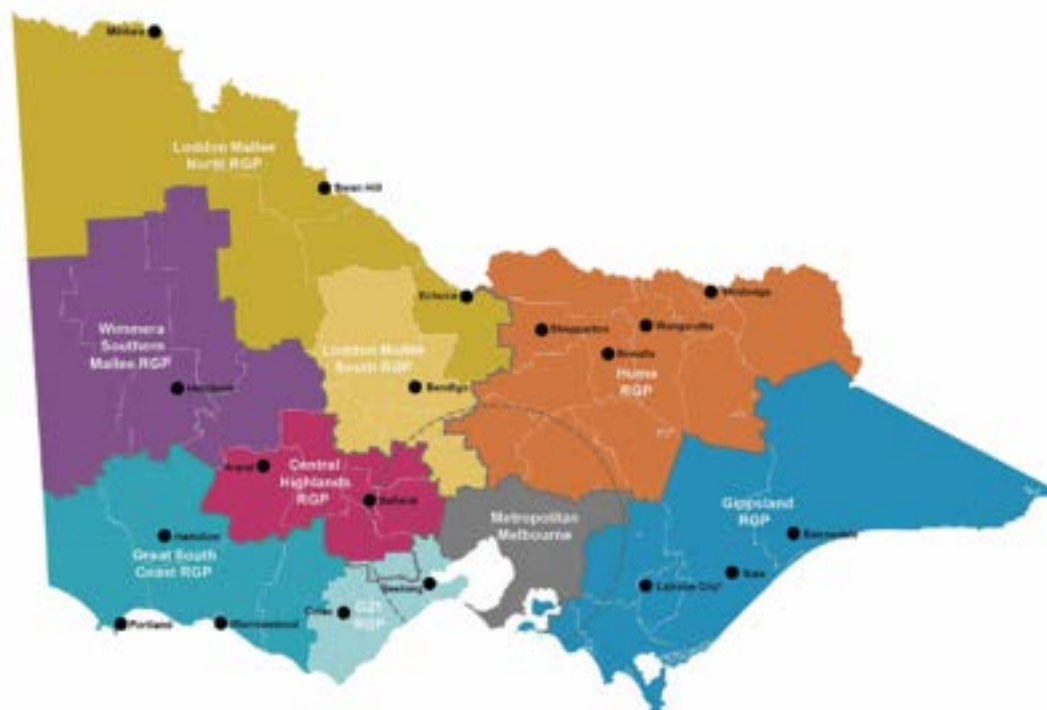 Mildura
Loddon Mallee
North RGP
Swan Hill
Echuca
Wodonga
Shepparton
Wangaratta
Wimmera
Southern
Mallee RGP
Loddon Mallee
South RGP
Benalla
Hume
RGP
Horsham
Bendigo
Ararat
Central
Highlands
RGP
Ballarat
Metropolitan
Melbourne
Gippsland
RGP
Bairnsdale
Hamilton
Great South
Coast RGP
Geelong
Sale
Latrobe City*
Colac
G21
RGP
Portland
Warrnambool